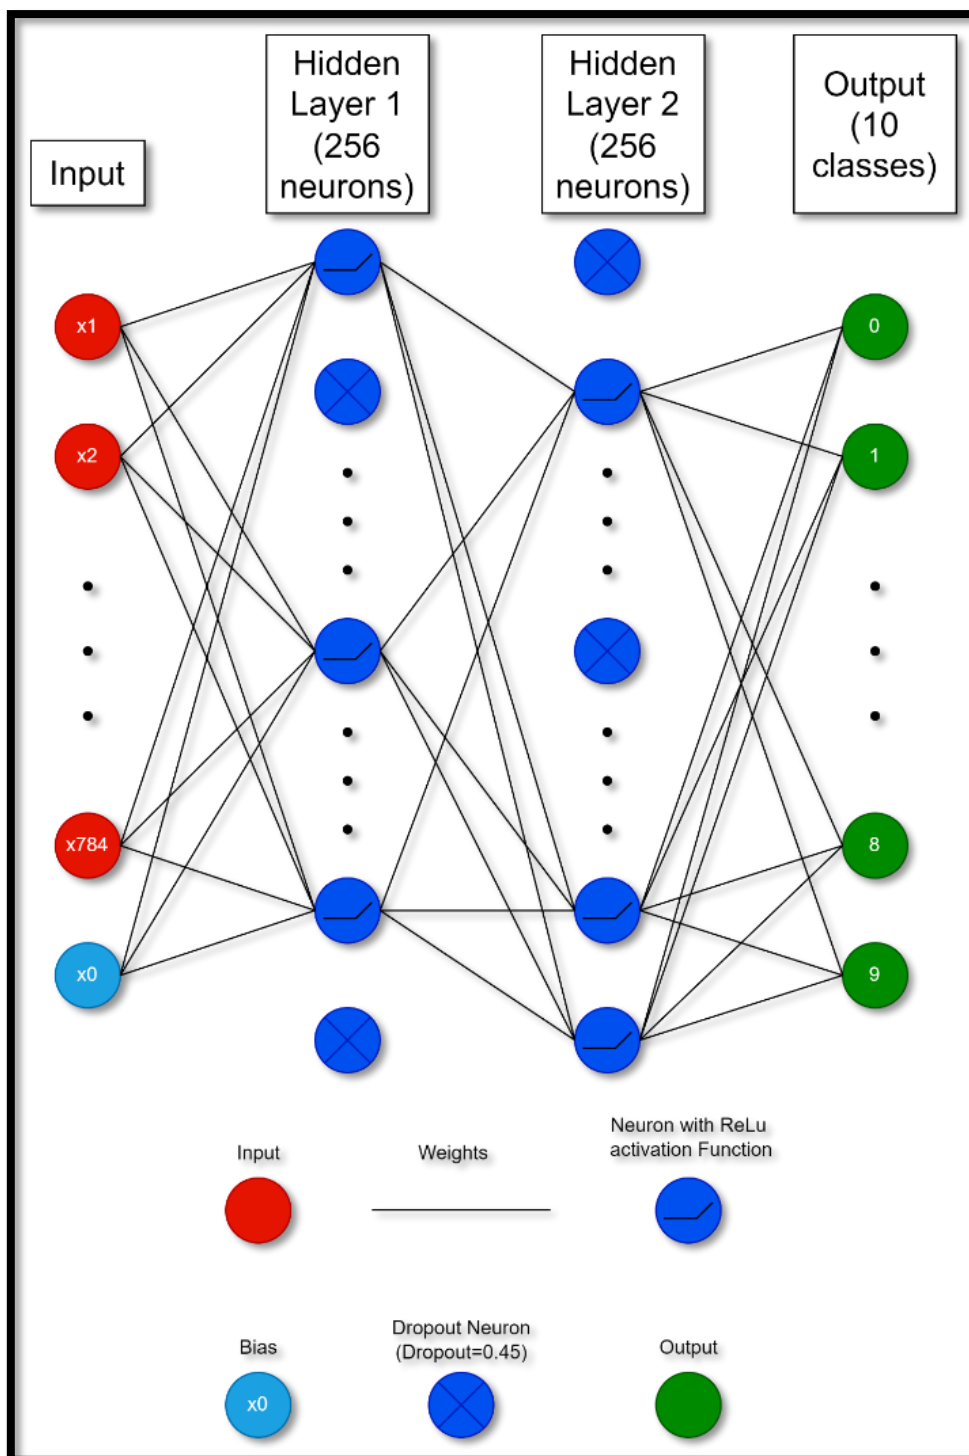 Input
Hidden
Layer 1
(256
neurons)
Hidden
Layer 2
(256
neurons)
Output
(10
classes)
x1
x2
x784
x0
0
1
8
9
Input
Weights
Neuron with ReLu
activation Function
Bias
x0
Dropout Neuron
(Dropout=0.45)
Output